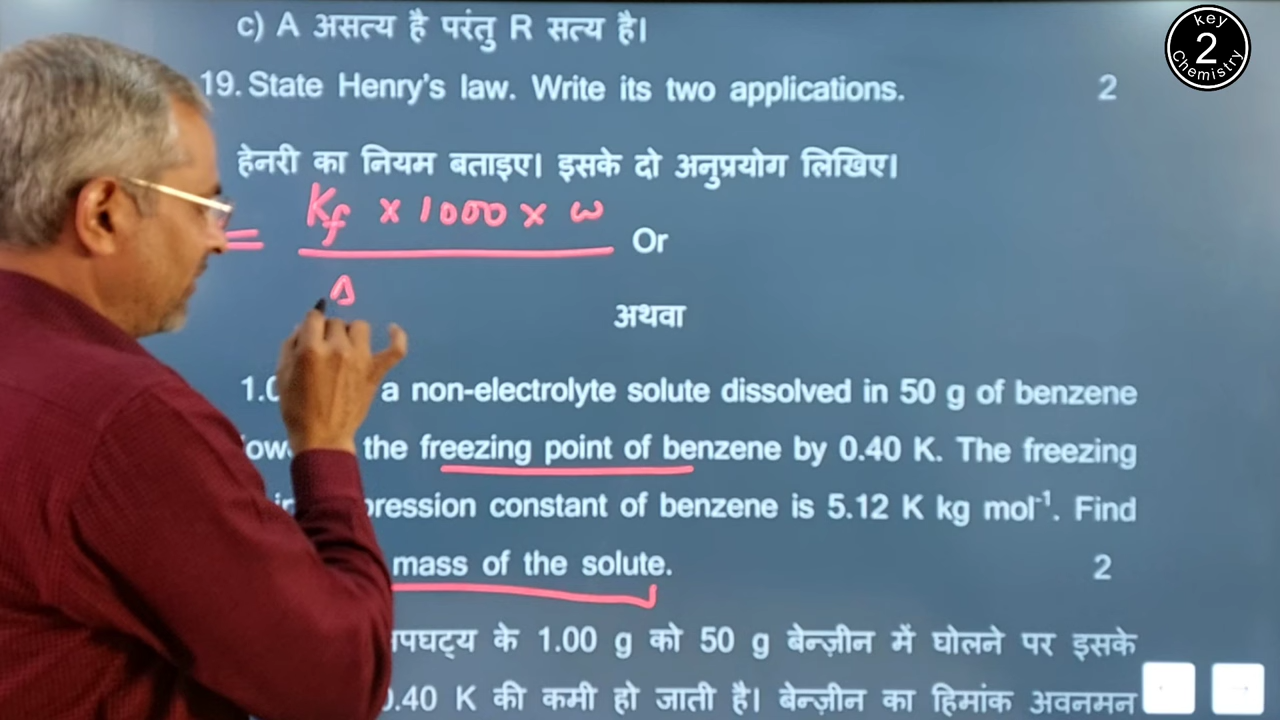 c) A असत्य है परंतु R सत्य है।
key
2
Chemistry
19. State Henry's law. Write its two applications. 2
हेनरी का नियम बताइए। इसके दो अनुप्रयोग लिखिए।
= Kf × 1000 × w
Δ
Or
अथवा
a non-electrolyte solute dissolved in 50 g of benzene
the freezing point of benzene by 0.40 K. The freezing
constant of benzene is 5.12 K kg mol⁻¹. Find
mass of the solute. 2
के 1.00 g को 50 g बेन्ज़ीन में घोलने पर इसके
0.40 K की कमी हो जाती है। बेन्ज़ीन का हिमांक अवनमन